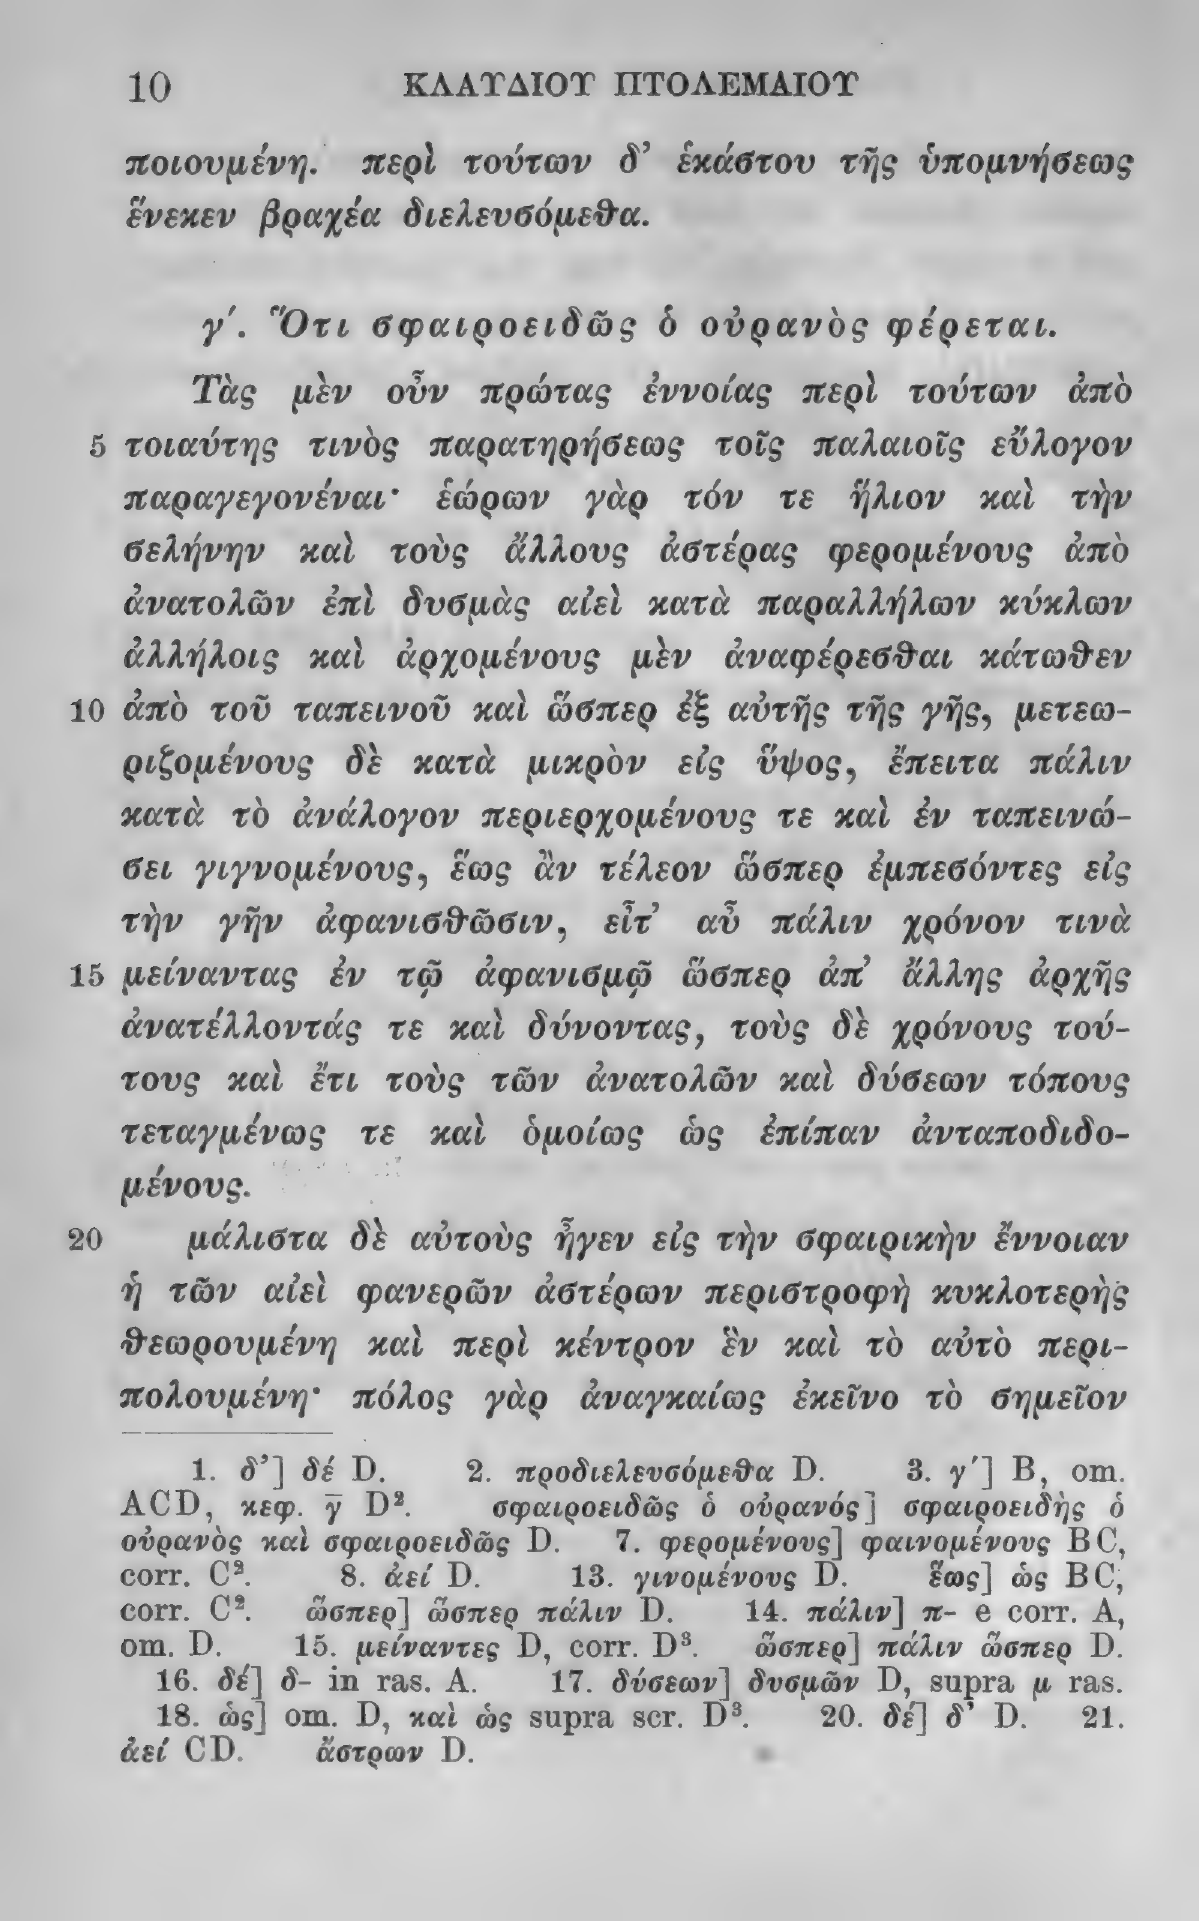 10 ΚΛΑΥΔΙΟΥ ΠΤΟΛΕΜΑΙΟΥ
ποιουμένη. περὶ τούτων δ’ ἑκάστου τῆς ὑπομνήσεως
ἕνεκεν βραχέα διελευσόμεθα.
γ′. Ὅτι σφαιροειδῶς ὁ οὐρανὸς φέρεται.
Τὰς μὲν οὖν πρώτας ἐννοίας περὶ τούτων ἀπὸ
5 τοιαύτης τινὸς παρατηρήσεως τοῖς παλαιοῖς εὔλογον
παραγεγονέναι· ἑώρων γὰρ τόν τε ἥλιον καὶ τὴν
σελήνην καὶ τοὺς ἄλλους ἀστέρας φερομένους ἀπὸ
ἀνατολῶν ἐπὶ δυσμὰς αἰεὶ κατὰ παραλλήλων κύκλων
ἀλλήλοις καὶ ἀρχομένους μὲν ἀναφέρεσθαι κάτωθεν
10 ἀπὸ τοῦ ταπεινοῦ καὶ ὥσπερ ἐξ αὐτῆς τῆς γῆς, μετεω-
ριζομένους δὲ κατὰ μικρὸν εἰς ὕψος, ἔπειτα πάλιν
κατὰ τὸ ἀνάλογον περιερχομένους τε καὶ ἐν ταπεινώ-
σει γιγνομένους, ἕως ἂν τέλεον ὥσπερ ἐμπεσόντες εἰς
τὴν γῆν ἀφανισθῶσιν, εἶτ’ αὖ πάλιν χρόνον τινὰ
15 μείναντας ἐν τῷ ἀφανισμῷ ὥσπερ ἀπ’ ἄλλης ἀρχῆς
ἀνατέλλοντάς τε καὶ δύνοντας, τοὺς δὲ χρόνους τού-
τους καὶ ἔτι τοὺς τῶν ἀνατολῶν καὶ δύσεων τόπους
τεταγμένως τε καὶ ὁμοίως ὡς ἐπίπαν ἀνταποδιδο-
μένους.
20 μάλιστα δὲ αὐτοὺς ἦγεν εἰς τὴν σφαιρικὴν ἔννοιαν
ἡ τῶν αἰεὶ φανερῶν ἀστέρων περιστροφὴ κυκλοτερὴς
θεωρουμένη καὶ περὶ κέντρον ἓν καὶ τὸ αὐτὸ περι-
πολουμένη· πόλος γὰρ ἀναγκαίως ἐκεῖνο τὸ σημεῖον
1. δ’] δέ D. 2. προδιελευσόμεθα D. 3. γ′] B, om.
ACD, κεφ. γ̅ D². σφαιροειδῶς ὁ οὐρανός] σφαιροειδὴς ὁ
οὐρανὸς καὶ σφαιροειδῶς D. 7. φερομένους] φαινομένους BC,
corr. C². 8. ἀεί D. 13. γινομένους D. ἕως] ὡς BC,
corr. C². ὥσπερ] ὥσπερ πάλιν D. 14. πάλιν] π- e corr. A,
om. D. 15. μείναντες D, corr. D³. ὥσπερ] πάλιν ὥσπερ D.
16. δέ] δ- in ras. A. 17. δύσεων] δυσμῶν D, supra μ ras.
18. ὡς] om. D, καὶ ὡς supra scr. D³. 20. δέ] δ’ D. 21.
ἀεί CD. ἄστρων D.